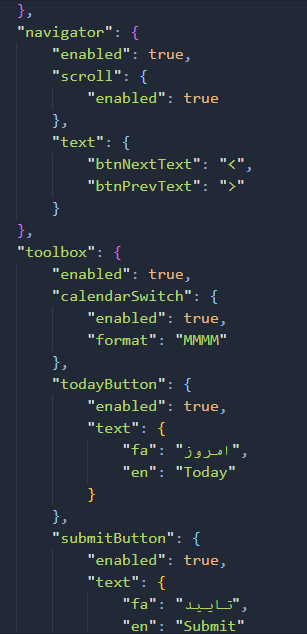 },
"navigator": {
"enabled": true,
"scroll": {
"enabled": true
},
"text": {
"btnNextText": "<",
"btnPrevText": ">"
}
},
"toolbox": {
"enabled": true,
"calendarSwitch": {
"enabled": true,
"format": "MMMM"
},
"todayButton": {
"enabled": true,
"text": {
"fa": "امروز",
"en": "Today"
}
},
"submitButton": {
"enabled": true,
"text": {
"fa": "تایید",
"en": "Submit"